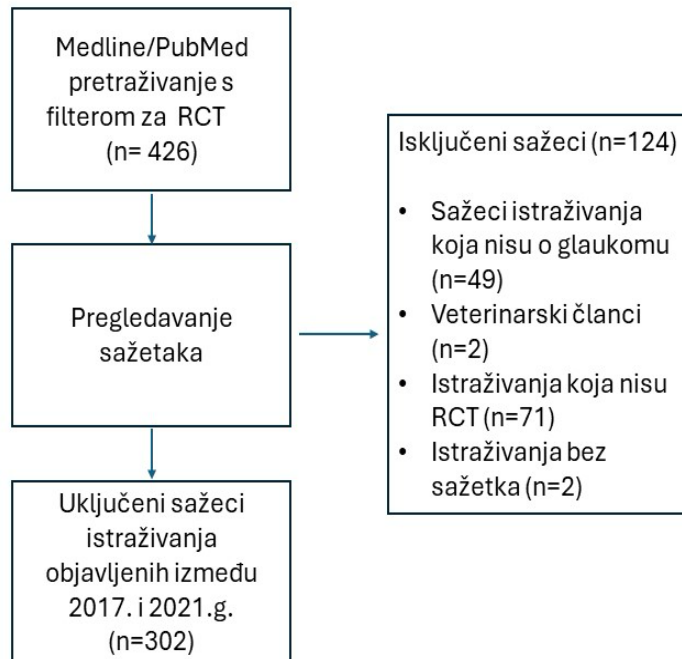 Medline/PubMed
pretraživanje s
filterom za RCT
(n= 426)
Pregledavanje
sažetaka
Isključeni sažeci (n=124)
• Sažeci istraživanja
koja nisu o glaukomu
(n=49)
• Veterinarski članci
(n=2)
• Istraživanja koja nisu
RCT (n=71)
• Istraživanja bez
sažetka (n=2)
Uključeni sažeci
istraživanja
objavljenih između
2017. i 2021.g.
(n=302)